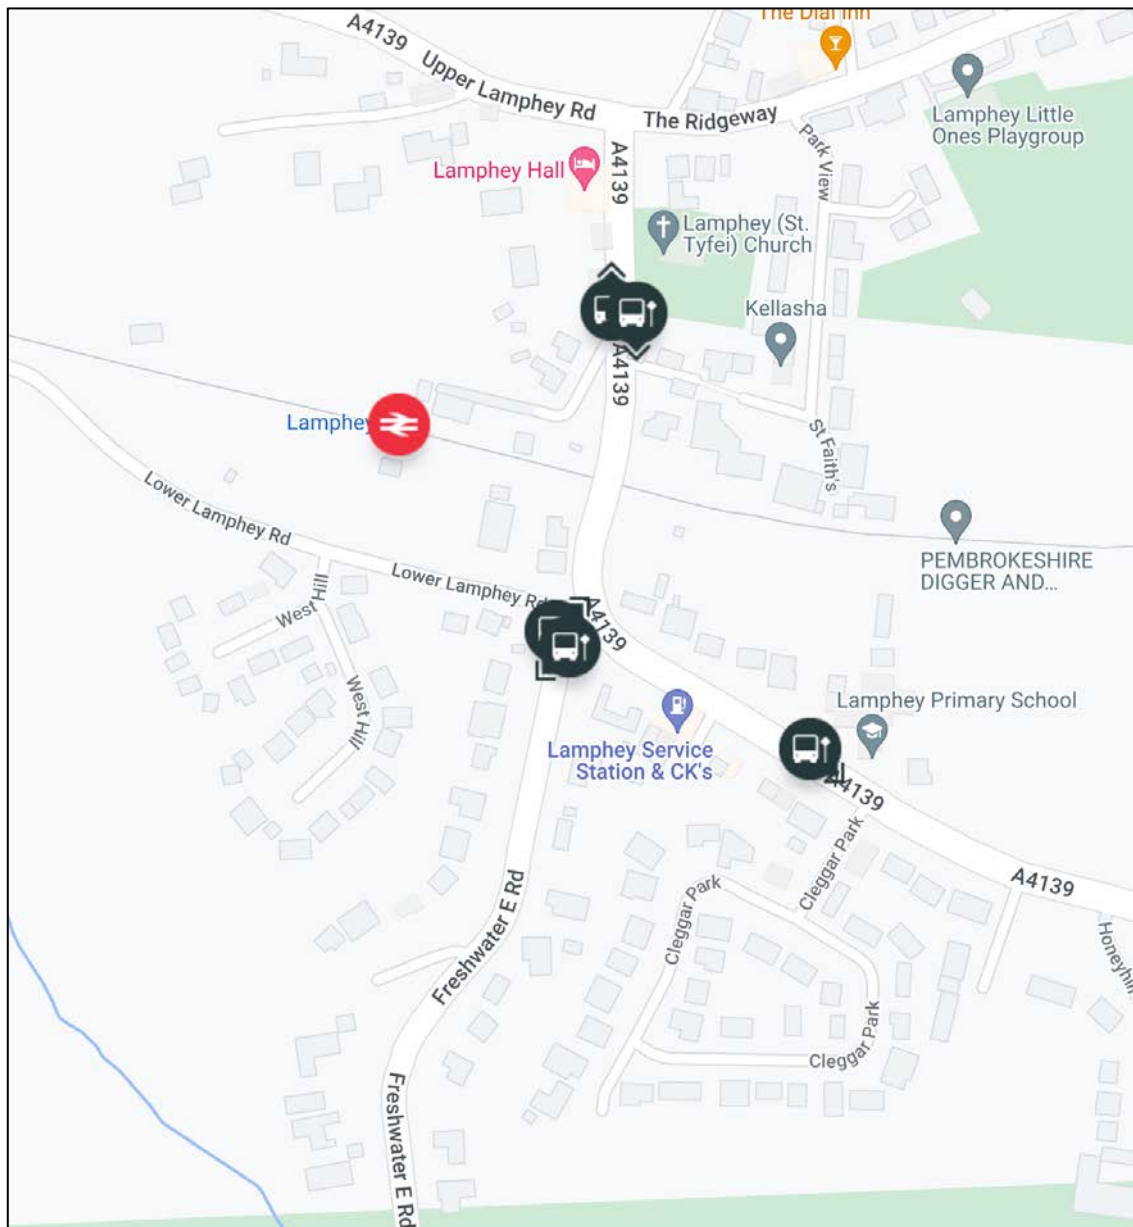 The Dial Inn
A4139
Upper Lamphey Rd
The Ridgeway
Lamphey Little
Ones Playgroup
Park View
A4139
Lamphey Hall
Lamphey (St.
Tyfei) Church
Kellasha
A4139
Lamphey
St Faith's
Lower Lamphey Rd
PEMBROKESHIRE
DIGGER AND...
Lower Lamphey Rd
West Hill
A4139
West Hill
Lamphey Primary School
Lamphey Service
Station & CK's
A4139
Cleggar Park
A4139
Cleggar Park
Freshwater E Rd
Honeyhill
Cleggar Park
Freshwater E Rd